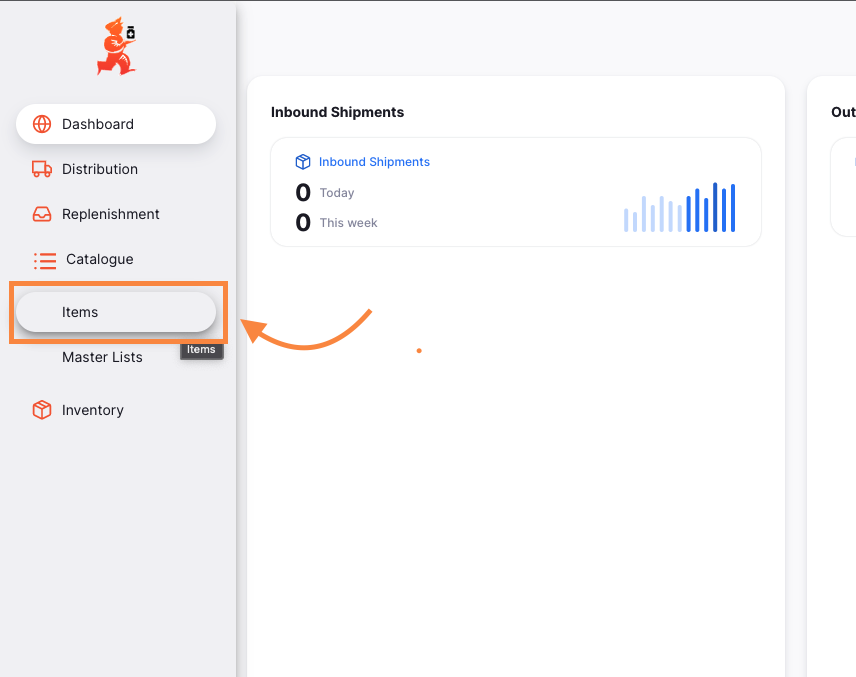 Dashboard
Distribution
Replenishment
Catalogue
Items
Items
Master Lists
Inventory
Inbound Shipments
Inbound Shipments
0 Today
0 This week
Out